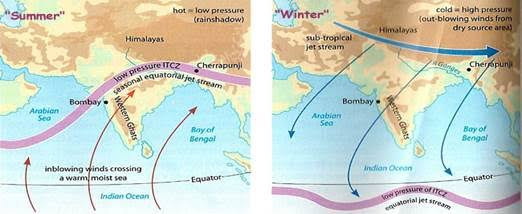 "Summer"
hot = low pressure
(rainshadow)
Himalayas
low pressure ITCZ
seasonal equatorial jet stream
Cherrapunji
Bombay
Western Ghats
Arabian
Sea
Bay of
Bengal
inblowing winds crossing
a warm, moist sea
Indian Ocean
Equator
"Winter"
cold = high pressure
(out-blowing winds from
dry source area)
Himalayas
sub-tropical
jet stream
Ganges
Cherrapunji
Bombay
Western Ghats
Arabian
Sea
Bay of
Bengal
Indian Ocean
Equator
low pressure of ITCZ
equatorial jet stream